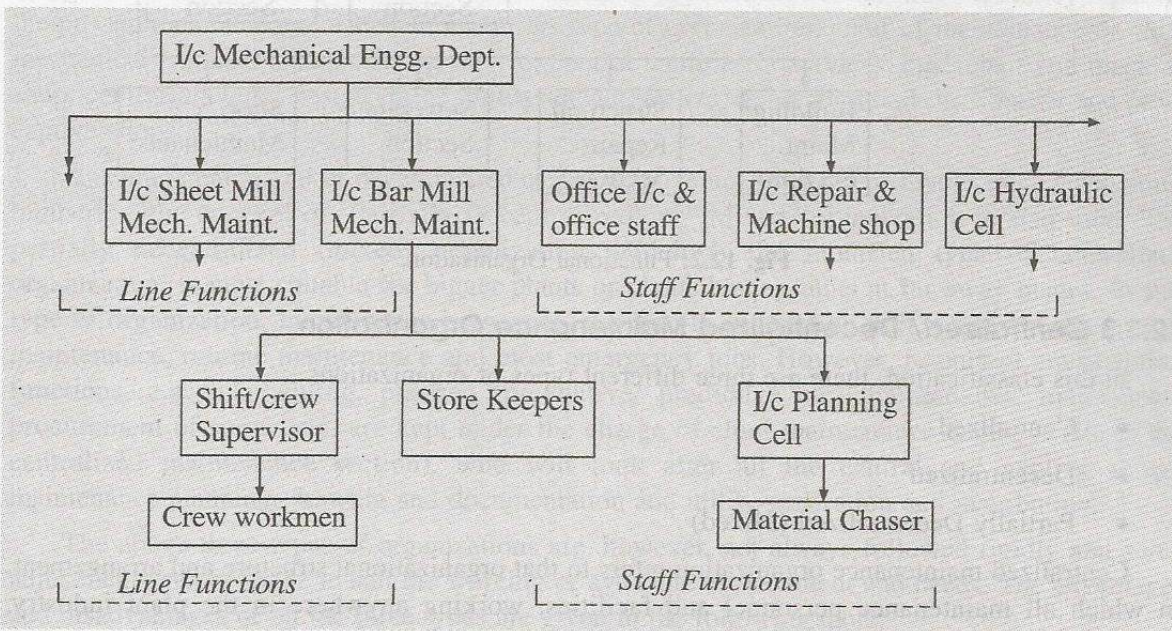 I/c Mechanical Engg. Dept.
I/c Sheet Mill
Mech. Maint.
I/c Bar Mill
Mech. Maint.
Office I/c &
office staff
I/c Repair &
Machine shop
I/c Hydraulic
Cell
Line Functions
Staff Functions
Shift/crew
Supervisor
Store Keepers
I/c Planning
Cell
Crew workmen
Material Chaser
Line Functions
Staff Functions